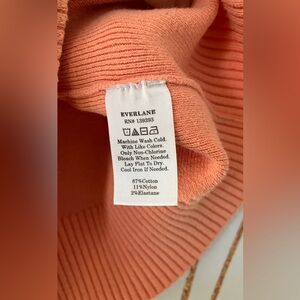 EVERLANE
RN# 139393
Machine Wash Cold.
With Like Colors.
Only Non-Chlorine
Bleach When Needed.
Lay Flat To Dry.
Cool Iron If Needed.
87%Cotton
11%Nylon
2%Elastane